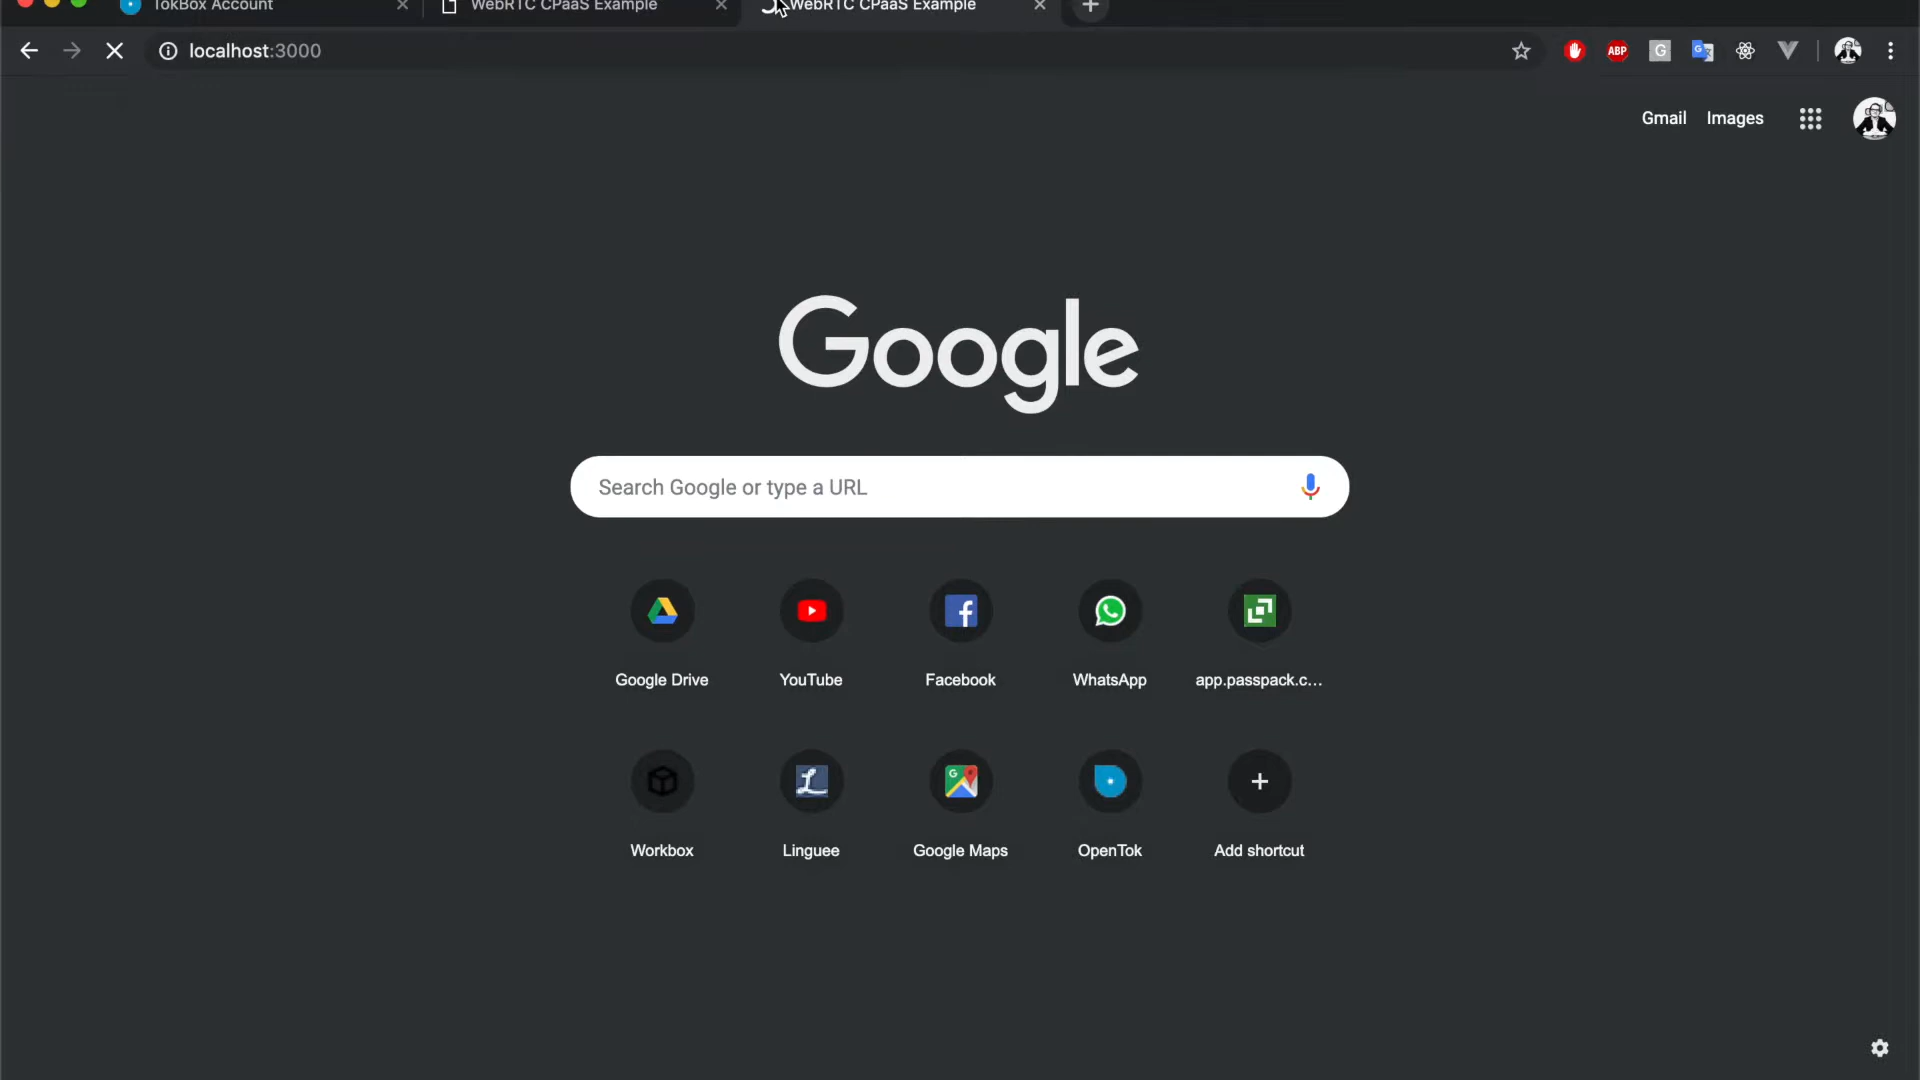 TokBox Account
WebRTC CPaaS Example
WebRTC CPaaS Example
localhost:3000
ABP
G
G
Gmail Images
Google
Search Google or type a URL
Google Drive
YouTube
Facebook
WhatsApp
app.passpack.c...
L
G
Workbox
Linguee
Google Maps
OpenTok
Add shortcut